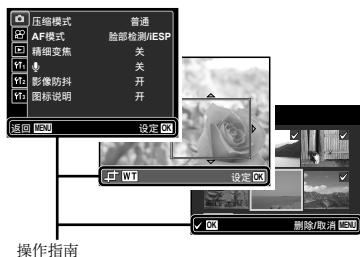 压缩模式 普通
AF模式 脸部检测/iESP
精细变焦 关
关
影像防抖 开
图标说明 开
返回 MENU 设定 OK
W T 设定 OK
OK 删除/取消 MENU
操作指南